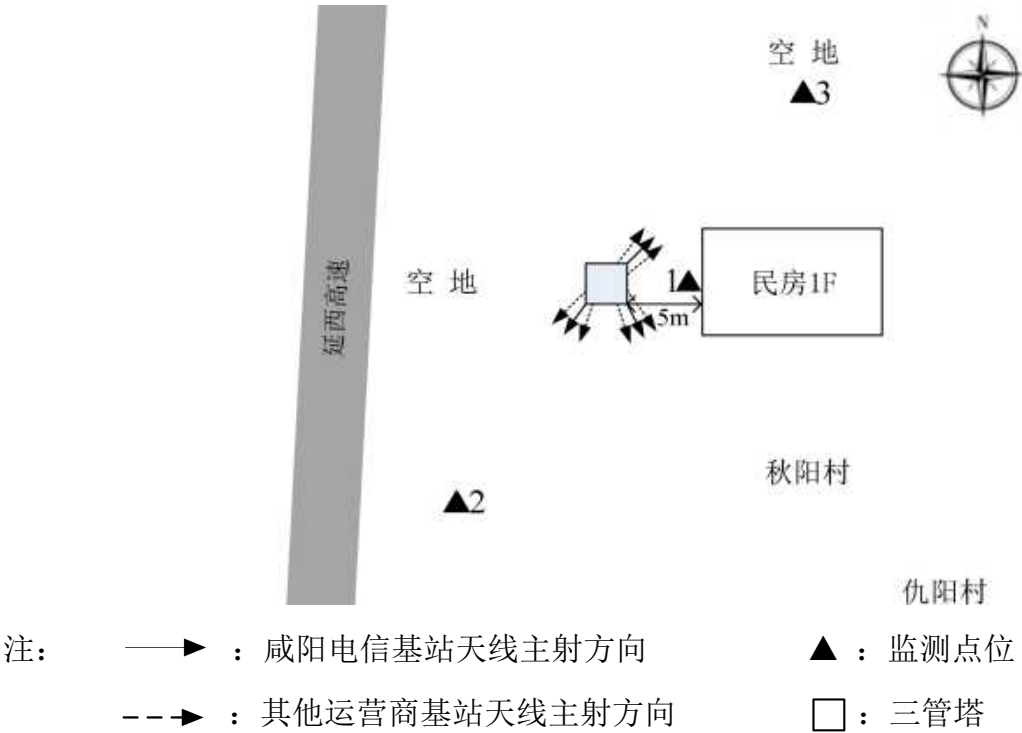 N
空 地
▲3
延西高速
空 地
1▲
民房1F
5m
秋阳村
▲2
仇阳村
注：
：咸阳电信基站天线主射方向
▲ ：监测点位
：其他运营商基站天线主射方向
：三管塔